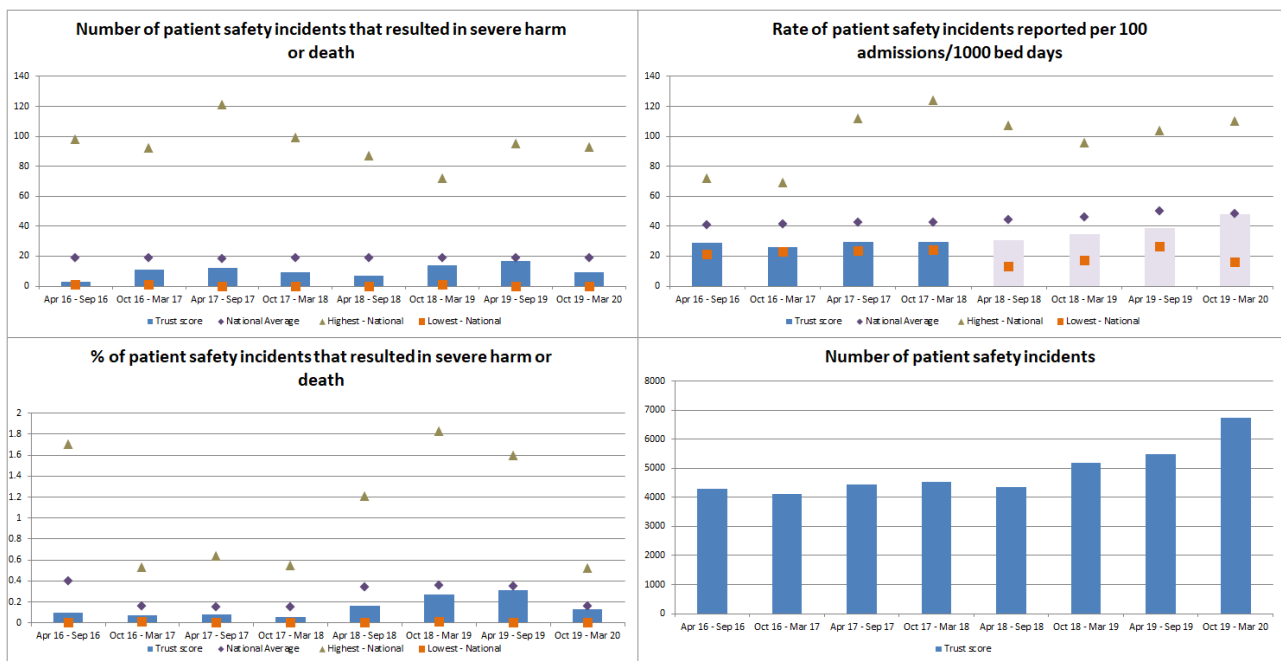 Number of patient safety incidents that resulted in severe harm
or death
140
120
100
80
60
40
20
0
Apr 16 - Sep 16 Oct 16 - Mar 17 Apr 17 - Sep 17 Oct 17 - Mar 18 Apr 18 - Sep 18 Oct 18 - Mar 19 Apr 19 - Sep 19 Oct 19 - Mar 20
Trust score National Average Highest - National Lowest - National
Rate of patient safety incidents reported per 100
admissions/1000 bed days
140
120
100
80
60
40
20
0
Apr 16 - Sep 16 Oct 16 - Mar 17 Apr 17 - Sep 17 Oct 17 - Mar 18 Apr 18 - Sep 18 Oct 18 - Mar 19 Apr 19 - Sep 19 Oct 19 - Mar 20
Trust score National Average Highest - National Lowest - National
% of patient safety incidents that resulted in severe harm or
death
2
1.8
1.6
1.4
1.2
1
0.8
0.6
0.4
0.2
0
Apr 16 - Sep 16 Oct 16 - Mar 17 Apr 17 - Sep 17 Oct 17 - Mar 18 Apr 18 - Sep 18 Oct 18 - Mar 19 Apr 19 - Sep 19 Oct 19 - Mar 20
Trust score National Average Highest - National Lowest - National
Number of patient safety incidents
8000
7000
6000
5000
4000
3000
2000
1000
0
Apr 16 - Sep 16 Oct 16 - Mar 17 Apr 17 - Sep 17 Oct 17 - Mar 18 Apr 18 - Sep 18 Oct 18 - Mar 19 Apr 19 - Sep 19 Oct 19 - Mar 20
Trust score